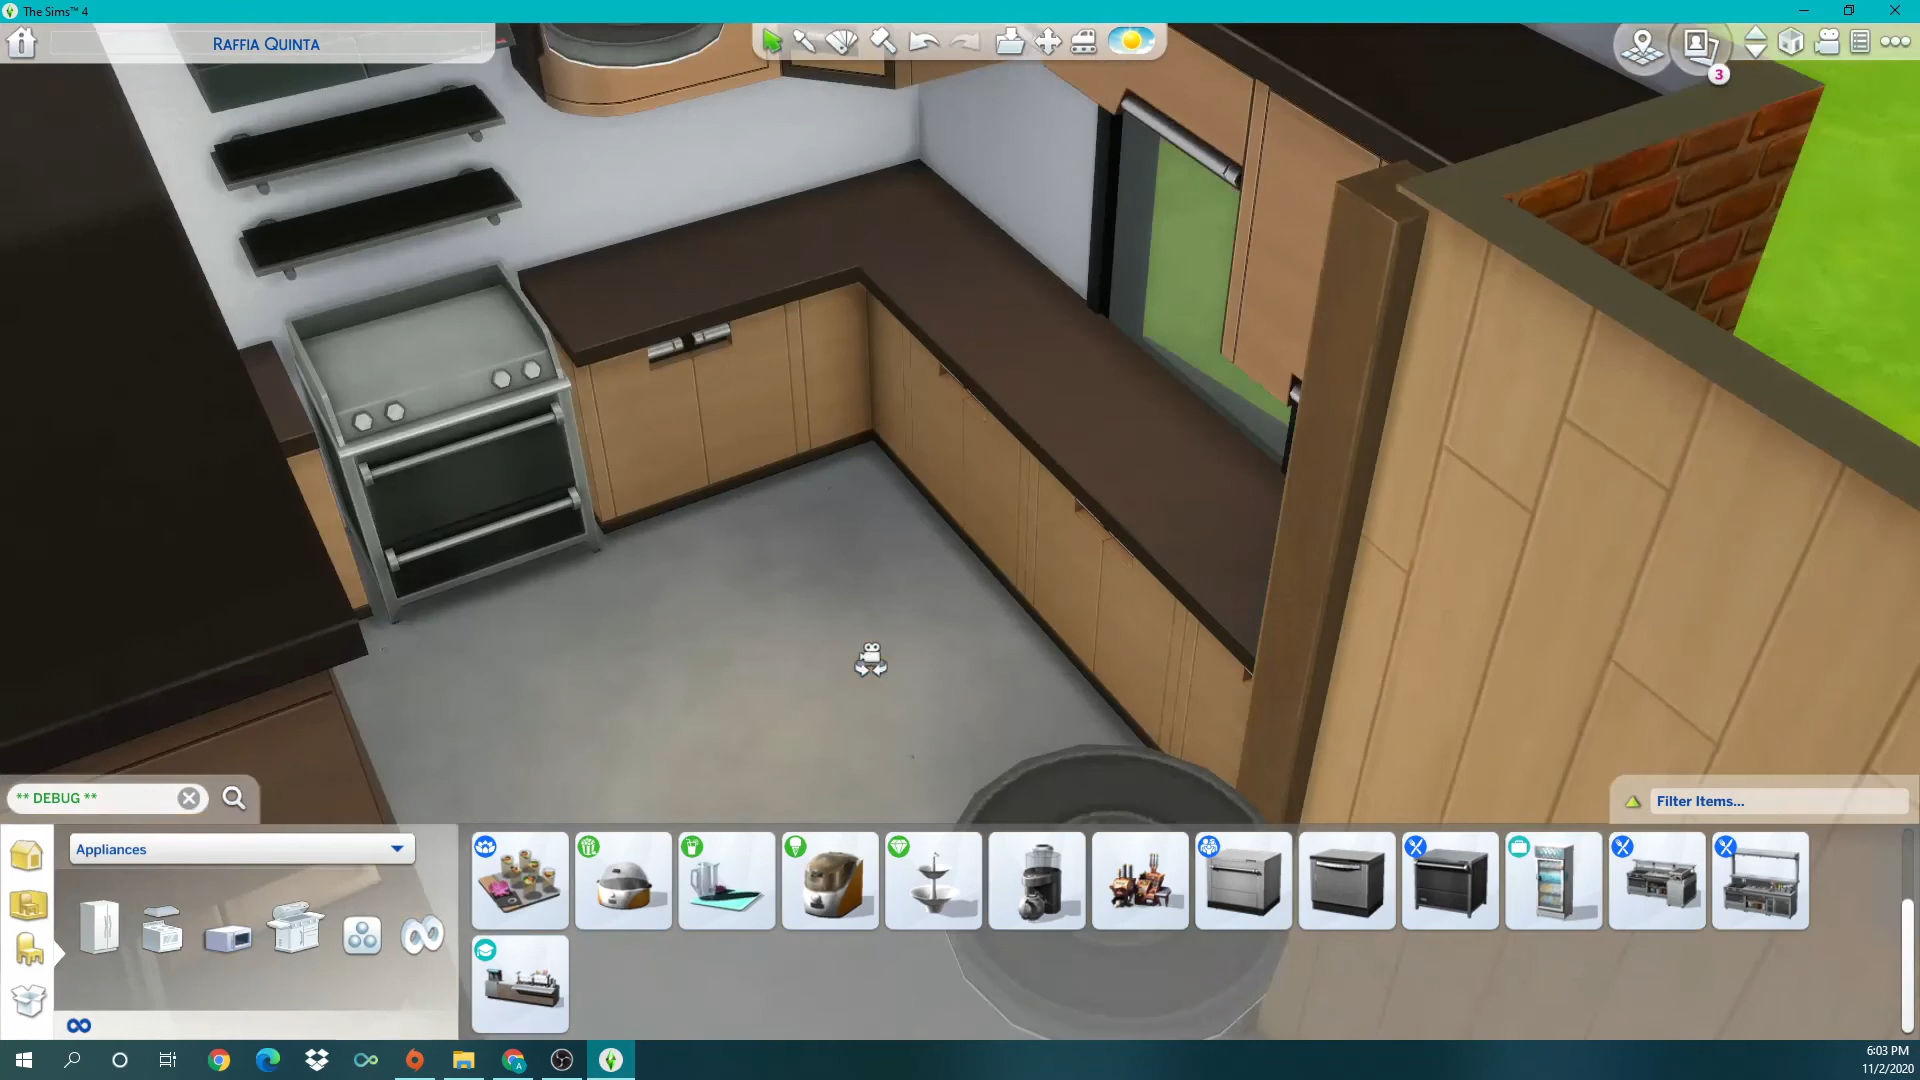 The Sims™ 4
RAFFIA QUINTA
3
** DEBUG **
Filter Items...
Appliances
6:03 PM
11/2/2020